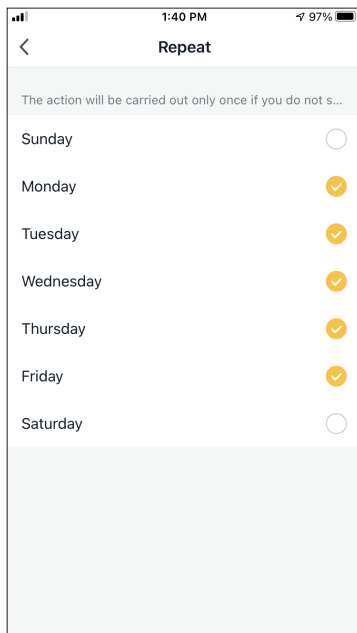 1:40 PM 97%
Repeat
The action will be carried out only once if you do not s...
Sunday
Monday
Tuesday
Wednesday
Thursday
Friday
Saturday